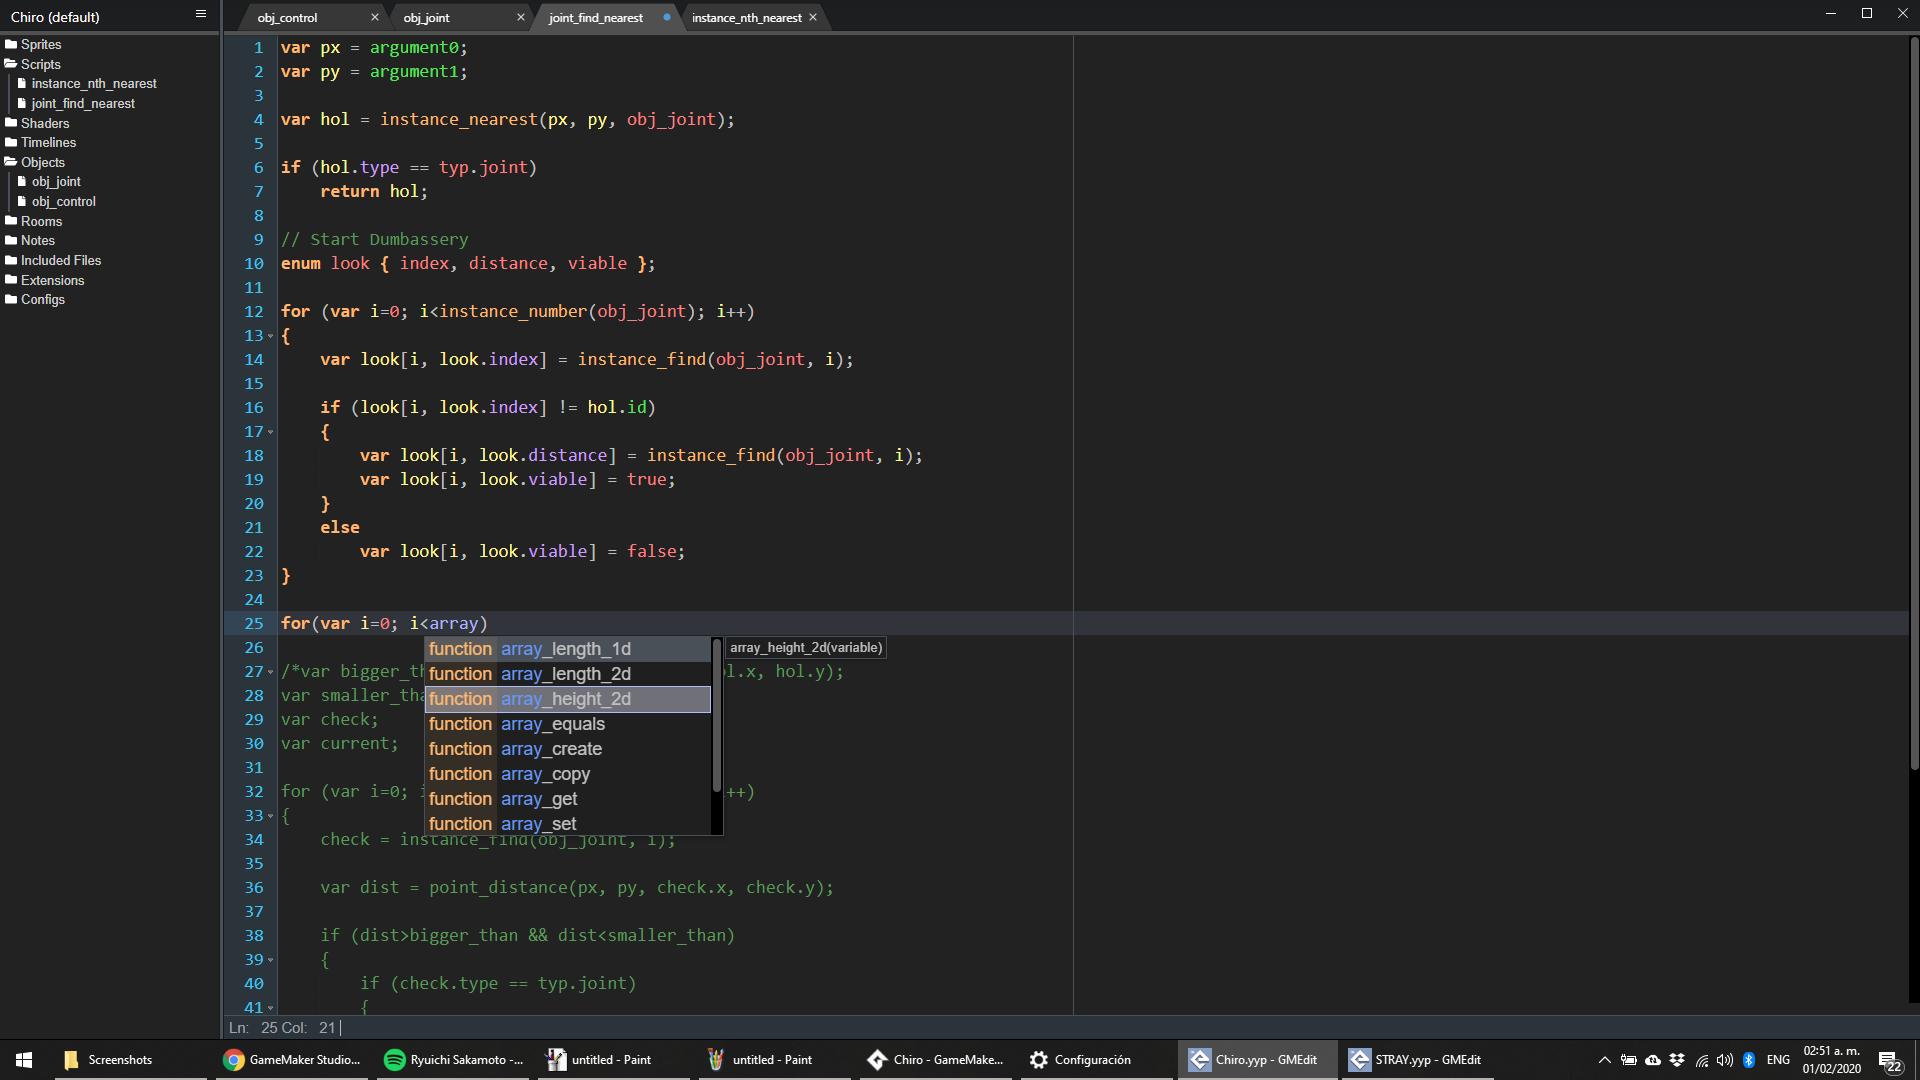 Chiro (default)
obj_control
obj_joint
joint_find_nearest
instance_nth_nearest
Sprites
Scripts
instance_nth_nearest
joint_find_nearest
Shaders
Timelines
Objects
obj_joint
obj_control
Rooms
Notes
Included Files
Extensions
Configs
1 var px = argument0;
2 var py = argument1;
3
4 var hol = instance_nearest(px, py, obj_joint);
5
6 if (hol.type == typ.joint)
7 return hol;
8
9 // Start Dumbassery
10 enum look { index, distance, viable };
11
12 for (var i=0; i<instance_number(obj_joint); i++)
13 {
14 var look[i, look.index] = instance_find(obj_joint, i);
15
16 if (look[i, look.index] != hol.id)
17 {
18 var look[i, look.distance] = instance_find(obj_joint, i);
19 var look[i, look.viable] = true;
20 }
21 else
22 var look[i, look.viable] = false;
23 }
24
25 for(var i=0; i<array)
26
27 /*var bigger_th l.x, hol.y);
28 var smaller_tha
29 var check;
30 var current;
31
32 for (var i=0; i ++)
33 {
34 check = instance_find(obj_joint, i);
35
36 var dist = point_distance(px, py, check.x, check.y);
37
38 if (dist>bigger_than && dist<smaller_than)
39 {
40 if (check.type == typ.joint)
41 {
function array_length_1d
function array_length_2d
function array_height_2d
function array_equals
function array_create
function array_copy
function array_get
function array_set
array_height_2d(variable)
Ln: 25 Col: 21
Screenshots
GameMaker Studio...
Ryuichi Sakamoto -...
untitled - Paint
untitled - Paint
Chiro - GameMake...
Configuración
Chiro.yyp - GMEdit
STRAY.yyp - GMEdit
ENG
02:51 a. m.
01/02/2020
22